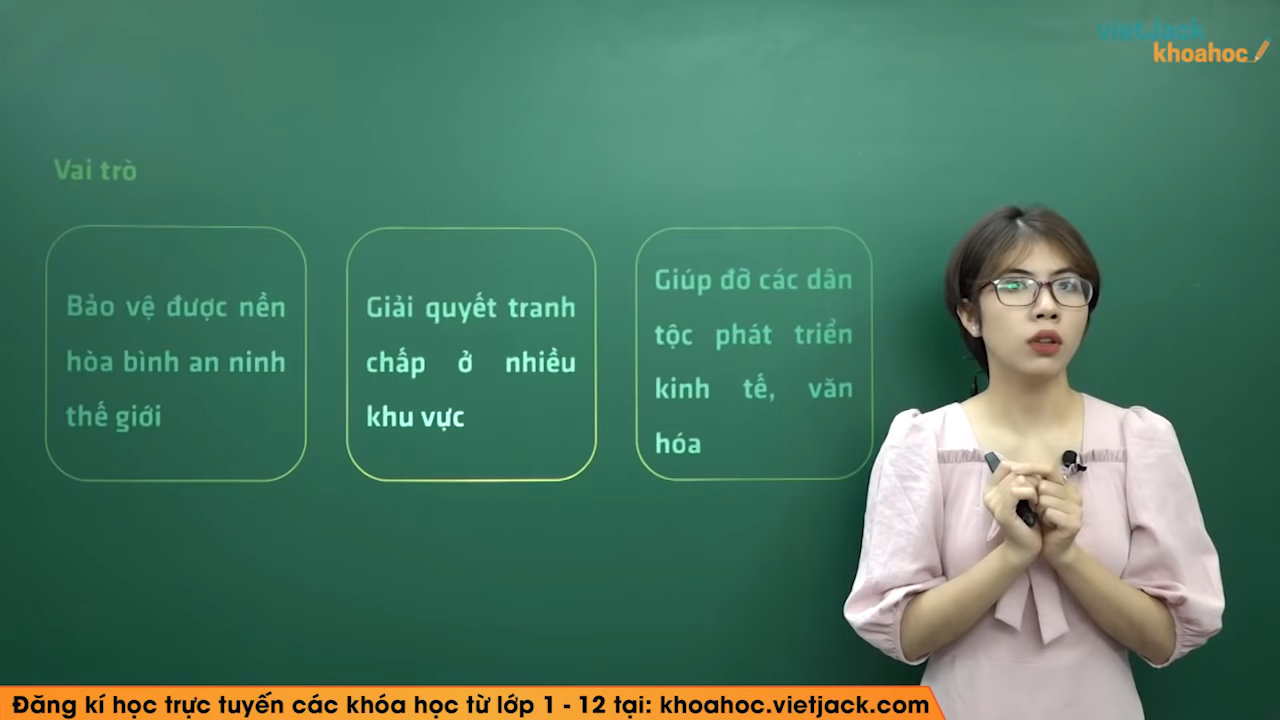 vietJack
khoahoc
Vai trò
Bảo vệ được nền
hòa bình an ninh
thế giới
Giải quyết tranh
chấp ở nhiều
khu vực
Giúp đỡ các dân
tộc phát triển
kinh tế, văn
hóa
Đăng kí học trực tuyến các khóa học từ lớp 1 - 12 tại: khoahoc.vietjack.com